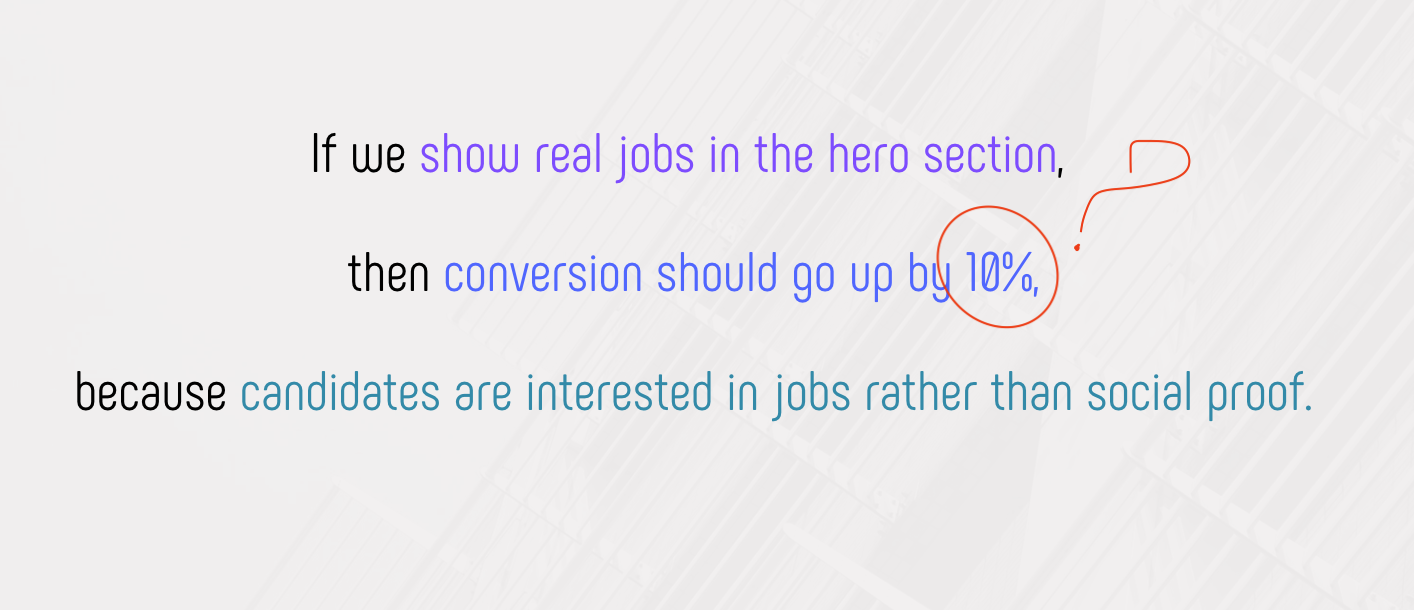 If we show real jobs in the hero section,
then conversion should go up by 10%,
because candidates are interested in jobs rather than social proof.